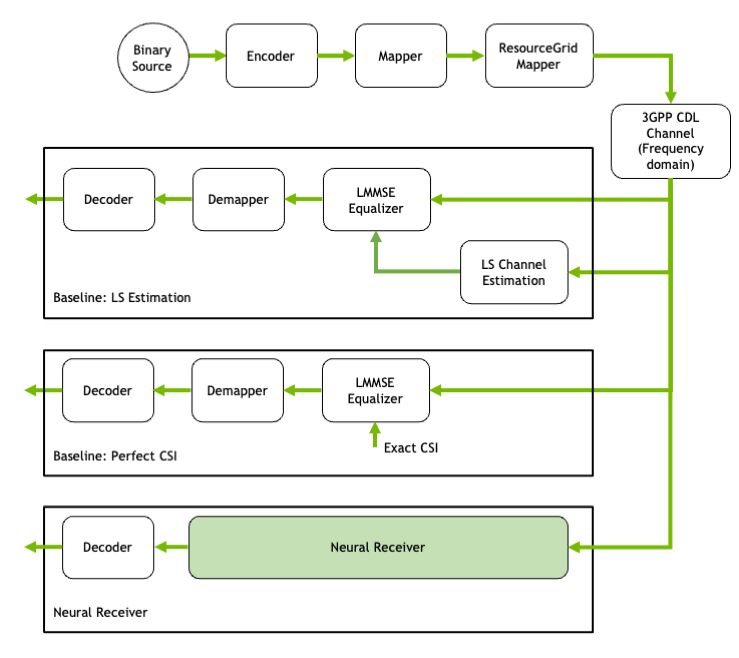 Binary
Source
Encoder
Mapper
ResourceGrid
Mapper
3GPP CDL
Channel
(Frequency
domain)
Decoder
Demapper
LMMSE
Equalizer
LS Channel
Estimation
Baseline: LS Estimation
Decoder
Demapper
LMMSE
Equalizer
Exact CSI
Baseline: Perfect CSI
Decoder
Neural Receiver
Neural Receiver